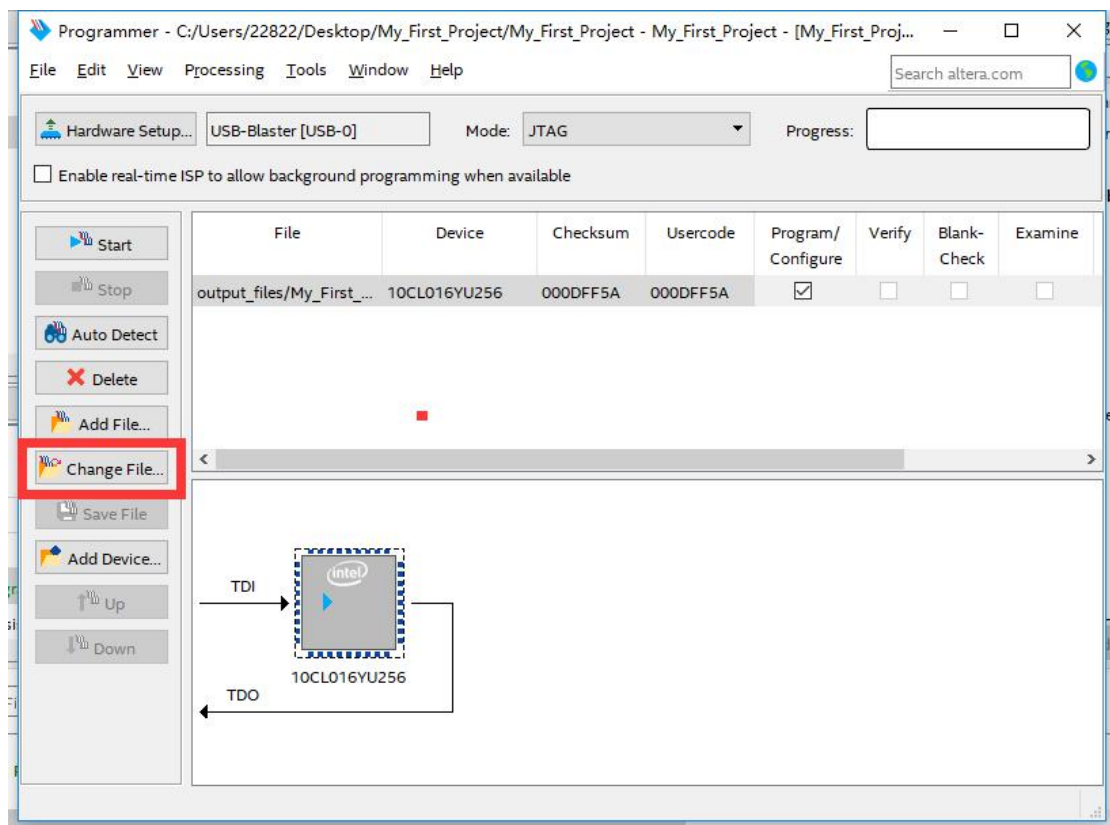 Programmer - C:/Users/22822/Desktop/My_First_Project/My_First_Project - My_First_Project - [My_First_Proj...
File Edit View Processing Tools Window Help
Search altera.com
Hardware Setup... USB-Blaster [USB-0] Mode: JTAG Progress:
Enable real-time ISP to allow background programming when available
Start
Stop
Auto Detect
Delete
Add File...
Change File...
Save File
Add Device...
Up
Down
File Device Checksum Usercode Program/ Configure Verify Blank- Check Examine
output_files/My_First_... 10CL016YU256 000DFF5A 000DFF5A
TDI
intel
10CL016YU256
TDO